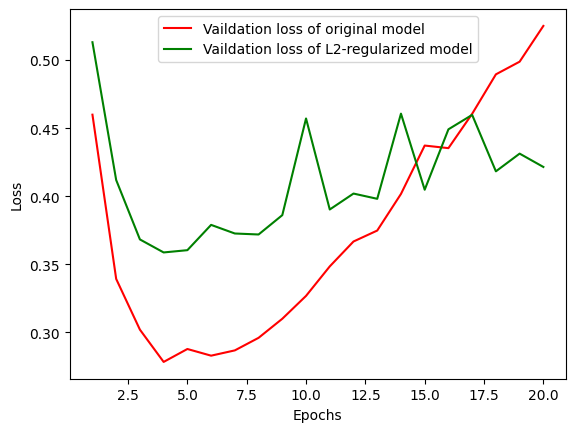 Vaildation loss of original model
Vaildation loss of L2-regularized model
0.50
0.45
0.40
0.35
0.30
Loss
2.5 5.0 7.5 10.0 12.5 15.0 17.5 20.0
Epochs